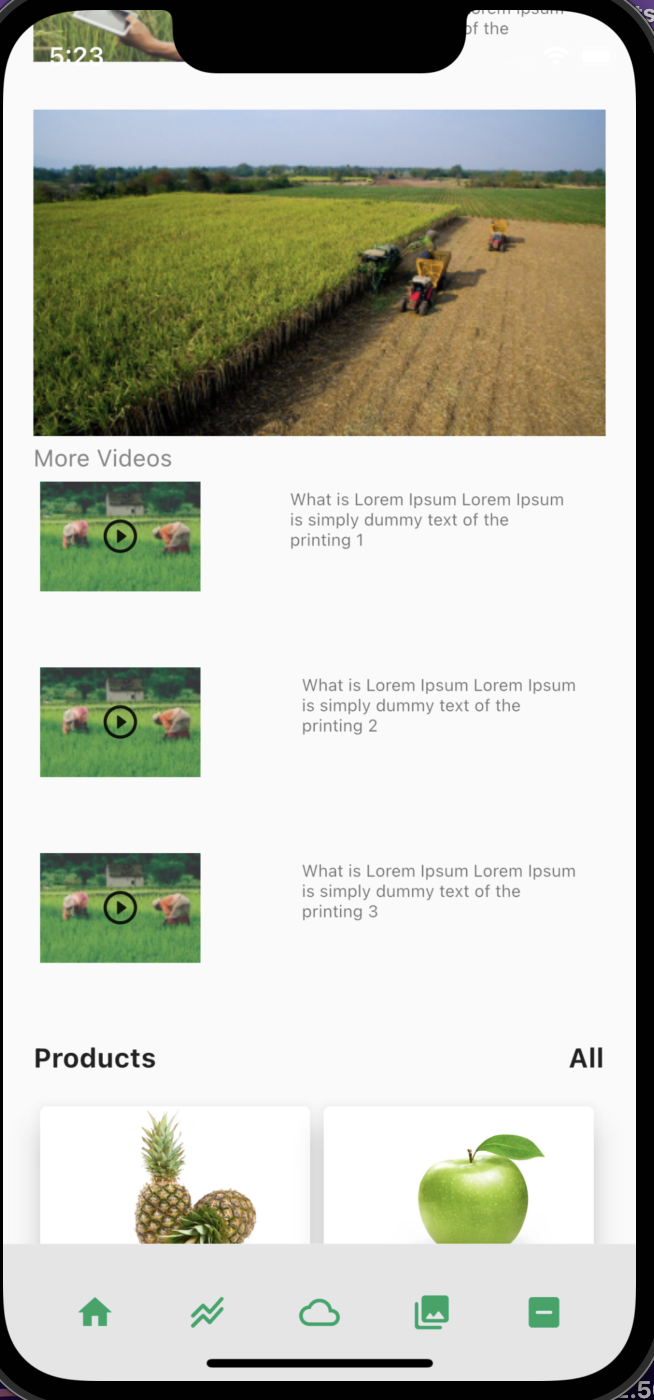 of the
5:23
More Videos
What is Lorem Ipsum Lorem Ipsum
is simply dummy text of the
printing 1
What is Lorem Ipsum Lorem Ipsum
is simply dummy text of the
printing 2
What is Lorem Ipsum Lorem Ipsum
is simply dummy text of the
printing 3
Products
All